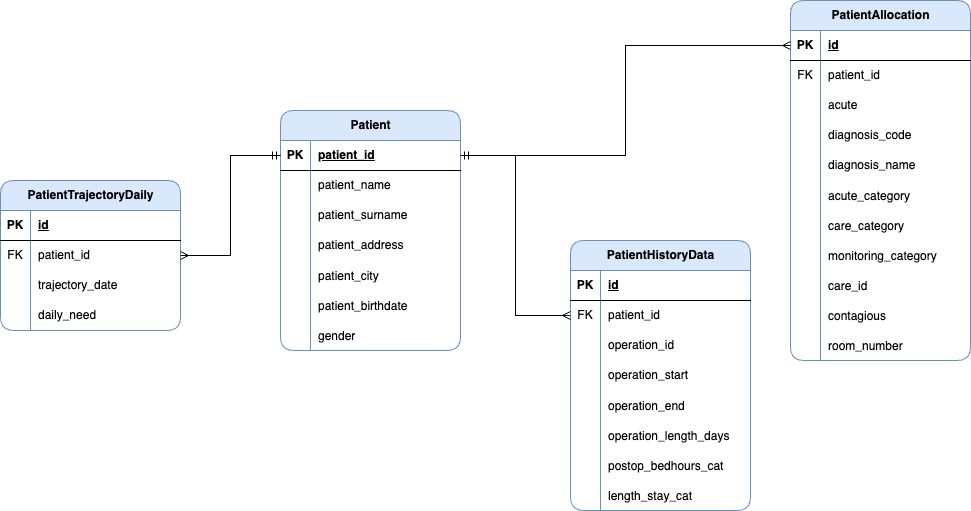 PatientAllocation
PK id
FK patient_id
acute
diagnosis_code
diagnosis_name
acute_category
care_category
monitoring_category
care_id
contagious
room_number
Patient
PK patient_id
patient_name
patient_surname
patient_address
patient_city
patient_birthdate
gender
PatientTrajectoryDaily
PK id
FK patient_id
trajectory_date
daily_need
PatientHistoryData
PK id
FK patient_id
operation_id
operation_start
operation_end
operation_length_days
postop_bedhours_cat
length_stay_cat